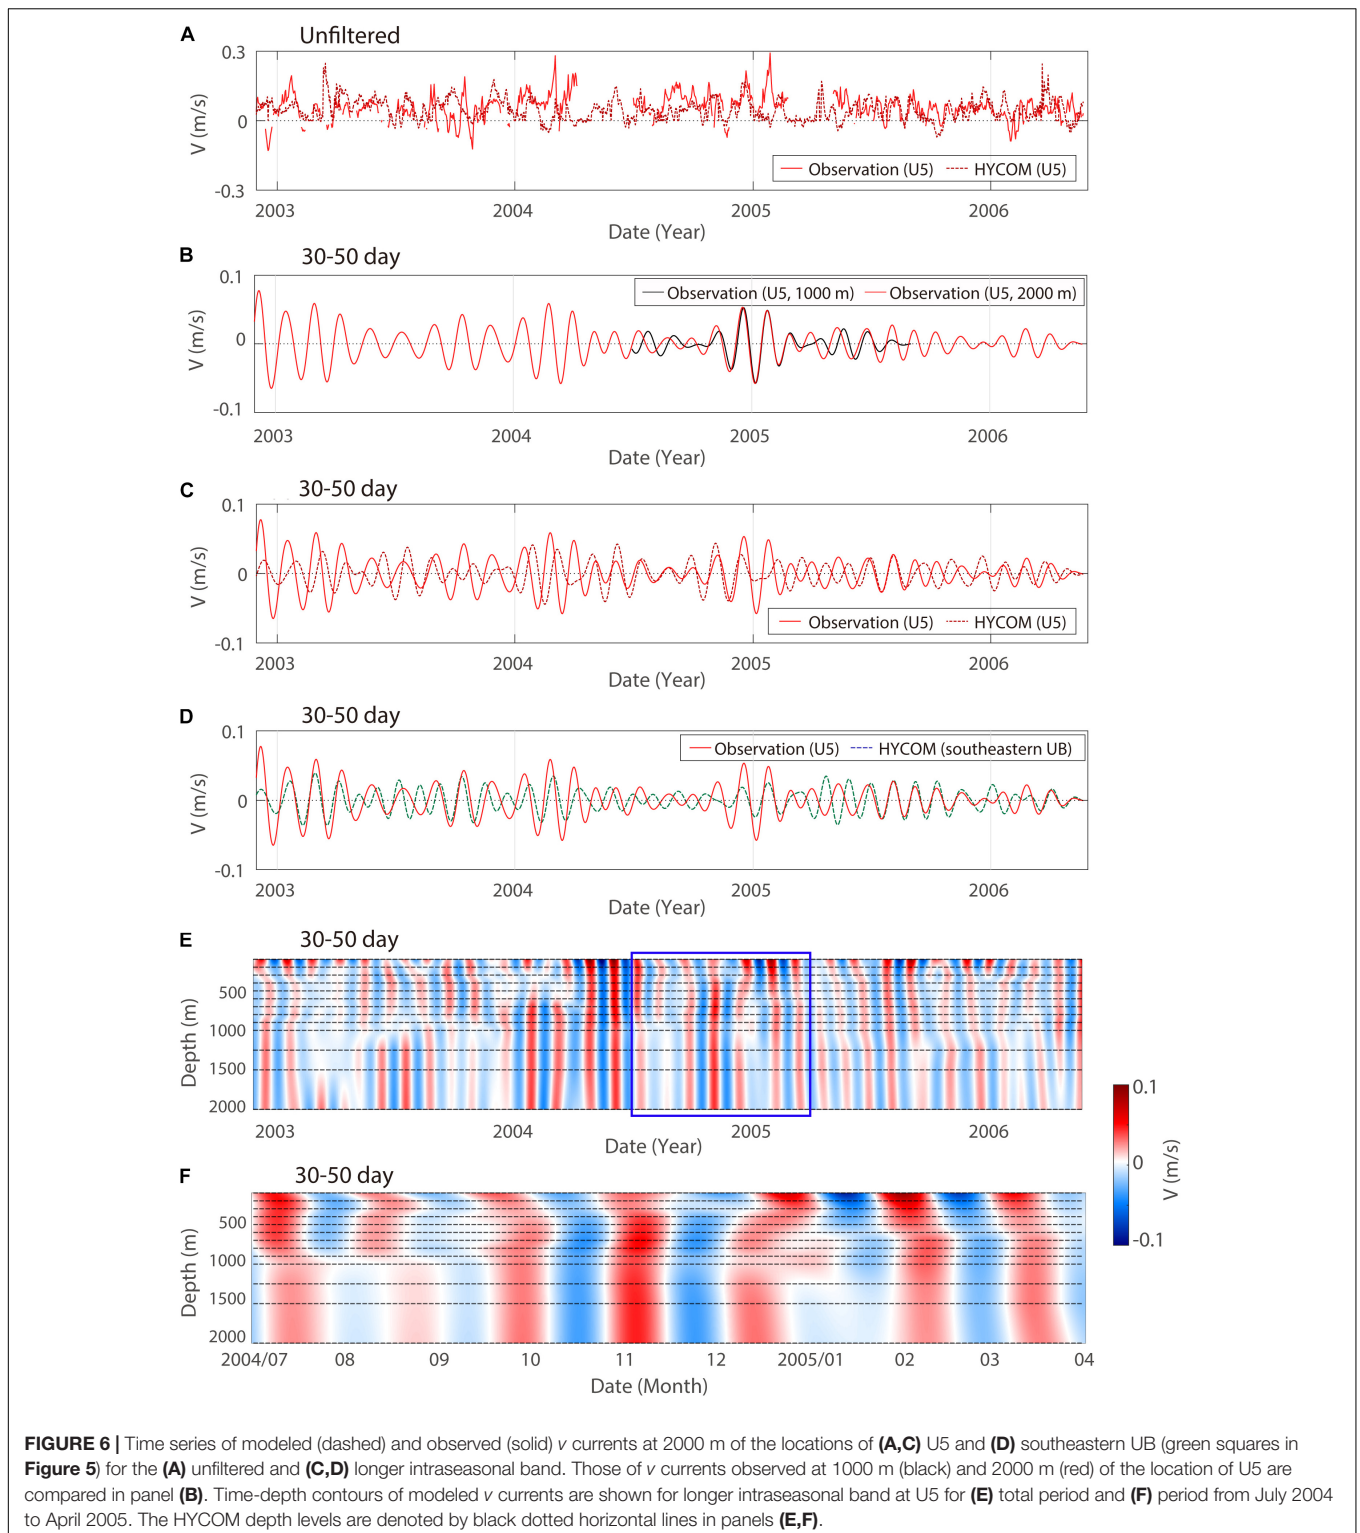 A
Unfiltered
0.3
0
-0.3
V (m/s)
Observation (U5)
HYCOM (U5)
2003
2004
2005
2006
Date (Year)
B
30-50 day
0.1
0
-0.1
V (m/s)
Observation (U5, 1000 m)
Observation (U5, 2000 m)
2003
2004
2005
2006
Date (Year)
C
30-50 day
0.1
0
-0.1
V (m/s)
Observation (U5)
HYCOM (U5)
2003
2004
2005
2006
Date (Year)
D
30-50 day
0.1
0
-0.1
V (m/s)
Observation (U5)
HYCOM (southeastern UB)
2003
2004
2005
2006
Date (Year)
E
30-50 day
500
1000
1500
2000
Depth (m)
2003
2004
2005
2006
Date (Year)
F
30-50 day
500
1000
1500
2000
Depth (m)
2004/07
08
09
10
11
12
2005/01
02
03
04
Date (Month)
0.1
0
-0.1
V (m/s)
FIGURE 6 | Time series of modeled (dashed) and observed (solid) v currents at 2000 m of the locations of (A,C) U5 and (D) southeastern UB (green squares in
Figure 5) for the (A) unfiltered and (C,D) longer intraseasonal band. Those of v currents observed at 1000 m (black) and 2000 m (red) of the location of U5 are
compared in panel (B). Time-depth contours of modeled v currents are shown for longer intraseasonal band at U5 for (E) total period and (F) period from July 2004
to April 2005. The HYCOM depth levels are denoted by black dotted horizontal lines in panels (E,F).